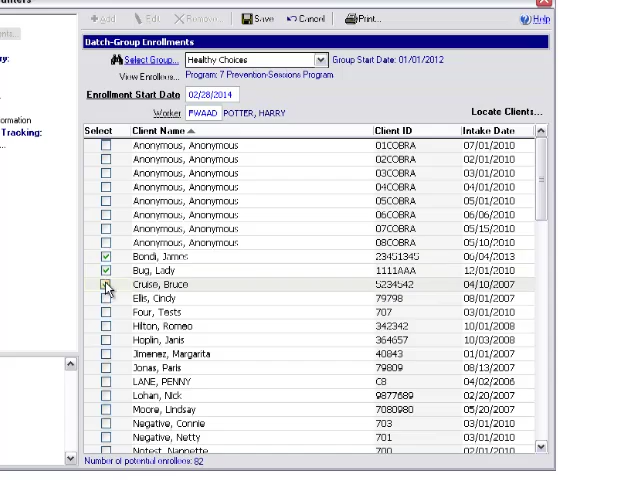 Add Edit Remove... Save Cancel Print... Help
Batch-Group Enrollments
Select Group... Healthy Choices Group Start Date: 01/01/2012
View Enrollees... Program: 7 Prevention-Sessions Program
Enrollment Start Date 02/28/2014
Worker PWAAD POTTER, HARRY Locate Clients...
Select Client Name Client ID Intake Date
Anonymous, Anonymous 01COBRA 07/01/2010
Anonymous, Anonymous 02COBRA 02/01/2010
Anonymous, Anonymous 03COBRA 03/01/2010
Anonymous, Anonymous 04COBRA 04/01/2010
Anonymous, Anonymous 05COBRA 05/01/2010
Anonymous, Anonymous 06COBRA 06/06/2010
Anonymous, Anonymous 07COBRA 05/15/2010
Anonymous, Anonymous 08COBRA 05/10/2010
Bond, James 23451345 06/04/2013
Bug, Lady 1111AAA 12/01/2010
Cruise, Bruce 5234542 04/10/2007
Ellis, Cindy 79798 08/01/2007
Four, Tests 707 03/01/2010
Hilton, Romeo 342342 10/01/2008
Hoplin, Janis 364657 10/03/2008
Jimenez, Margarita 40843 01/01/2007
Jonas, Paris 79809 08/13/2007
LANE, PENNY C8 04/02/2006
Lohan, Nick 9877689 02/20/2007
Moore, Lindsay 7080980 05/20/2007
Negative, Connie 703 03/01/2010
Negative, Netty 701 03/01/2010
Notest, Nannette 700 02/01/2010
Number of potential enrollees: 82
ormation
Tracking: